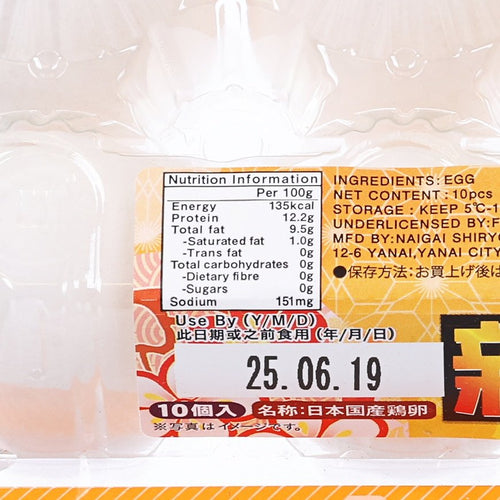 Nutrition Information
Per 100g
Energy 135kcal
Protein 12.2g
Total fat 9.5g
-Saturated fat 1.0g
-Trans fat 0g
Total carbohydrates 0g
-Dietary fibre 0g
-Sugars 0g
Sodium 151mg
Use By (Y/M/D)
此日期或之前食用 (年/月/日)
25.06.19
10個入 名称:日本国産鶏卵
※写真はイメージです。
INGREDIENTS: EGG
NET CONTENT: 10pcs
STORAGE: KEEP 5℃-1
UNDERLICENSED BY:F
MFD BY:NAIGAI SHIRYO
12-6 YANAI,YANAI CITY
●保存方法:お買上げ後は